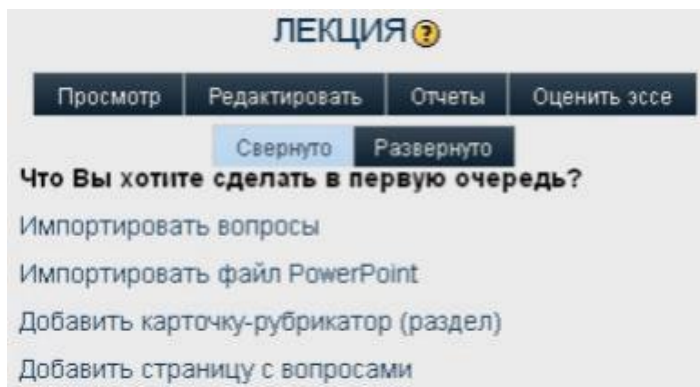 ЛЕКЦИЯ ?
Просмотр Редактировать Отчеты Оценить эссе
Свернуто Развернуто
Что Вы хотите сделать в первую очередь?
Импортировать вопросы
Импортировать файл PowerPoint
Добавить карточку-рубрикатор (раздел)
Добавить страницу с вопросами